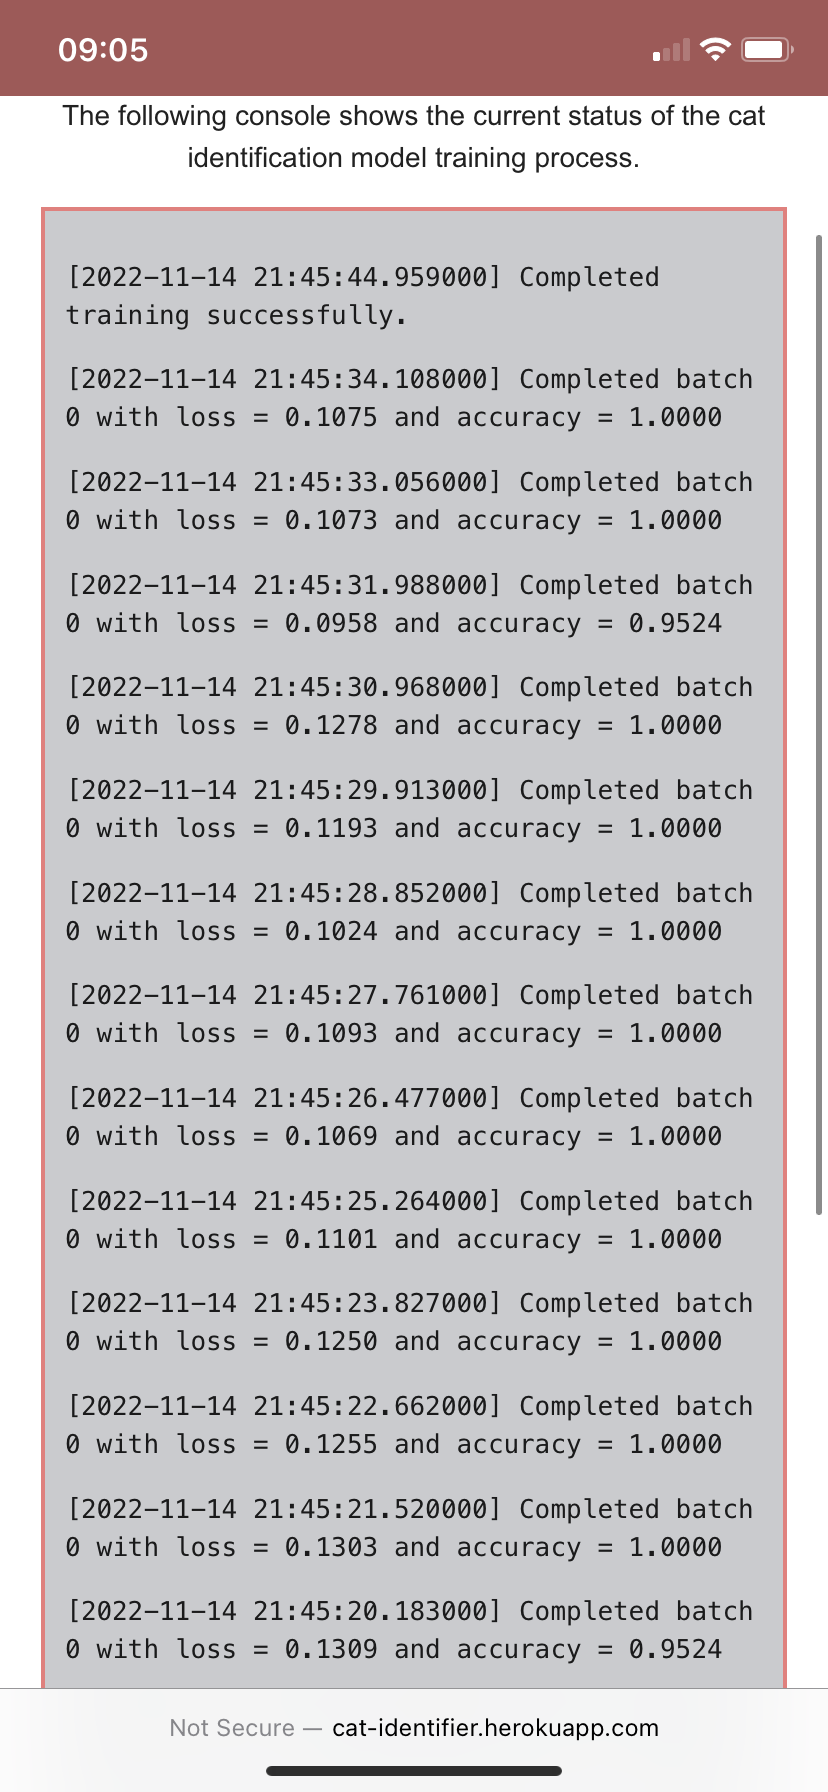 09:05
The following console shows the current status of the cat
identification model training process.
[2022-11-14 21:45:44.959000] Completed
training successfully.
[2022-11-14 21:45:34.108000] Completed batch
0 with loss = 0.1075 and accuracy = 1.0000
[2022-11-14 21:45:33.056000] Completed batch
0 with loss = 0.1073 and accuracy = 1.0000
[2022-11-14 21:45:31.988000] Completed batch
0 with loss = 0.0958 and accuracy = 0.9524
[2022-11-14 21:45:30.968000] Completed batch
0 with loss = 0.1278 and accuracy = 1.0000
[2022-11-14 21:45:29.913000] Completed batch
0 with loss = 0.1193 and accuracy = 1.0000
[2022-11-14 21:45:28.852000] Completed batch
0 with loss = 0.1024 and accuracy = 1.0000
[2022-11-14 21:45:27.761000] Completed batch
0 with loss = 0.1093 and accuracy = 1.0000
[2022-11-14 21:45:26.477000] Completed batch
0 with loss = 0.1069 and accuracy = 1.0000
[2022-11-14 21:45:25.264000] Completed batch
0 with loss = 0.1101 and accuracy = 1.0000
[2022-11-14 21:45:23.827000] Completed batch
0 with loss = 0.1250 and accuracy = 1.0000
[2022-11-14 21:45:22.662000] Completed batch
0 with loss = 0.1255 and accuracy = 1.0000
[2022-11-14 21:45:21.520000] Completed batch
0 with loss = 0.1303 and accuracy = 1.0000
[2022-11-14 21:45:20.183000] Completed batch
0 with loss = 0.1309 and accuracy = 0.9524
Not Secure — cat-identifier.herokuapp.com